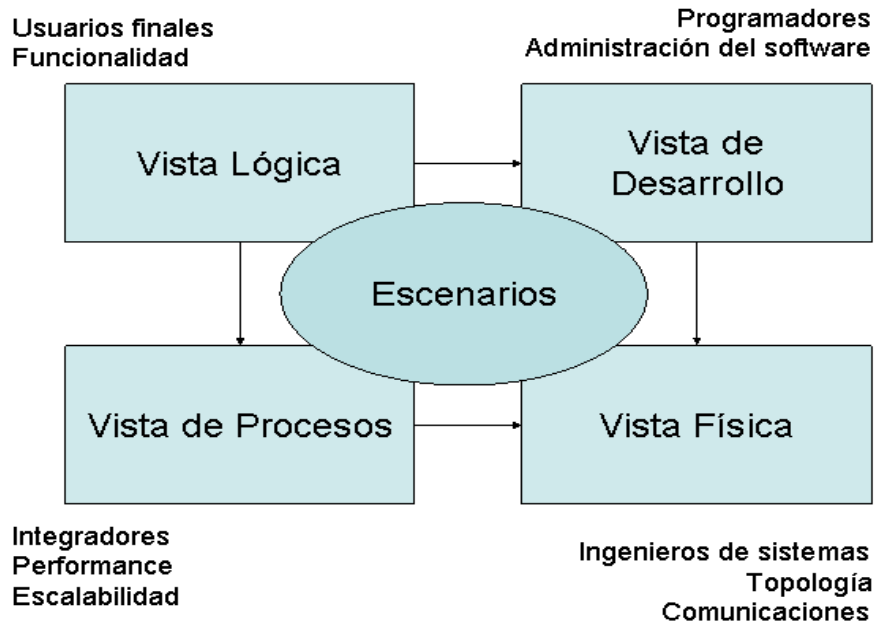 Usuarios finales
Funcionalidad
Programadores
Administración del software
Vista Lógica
Vista de
Desarrollo
Escenarios
Vista de Procesos
Vista Física
Integradores
Performance
Escalabilidad
Ingenieros de sistemas
Topología
Comunicaciones